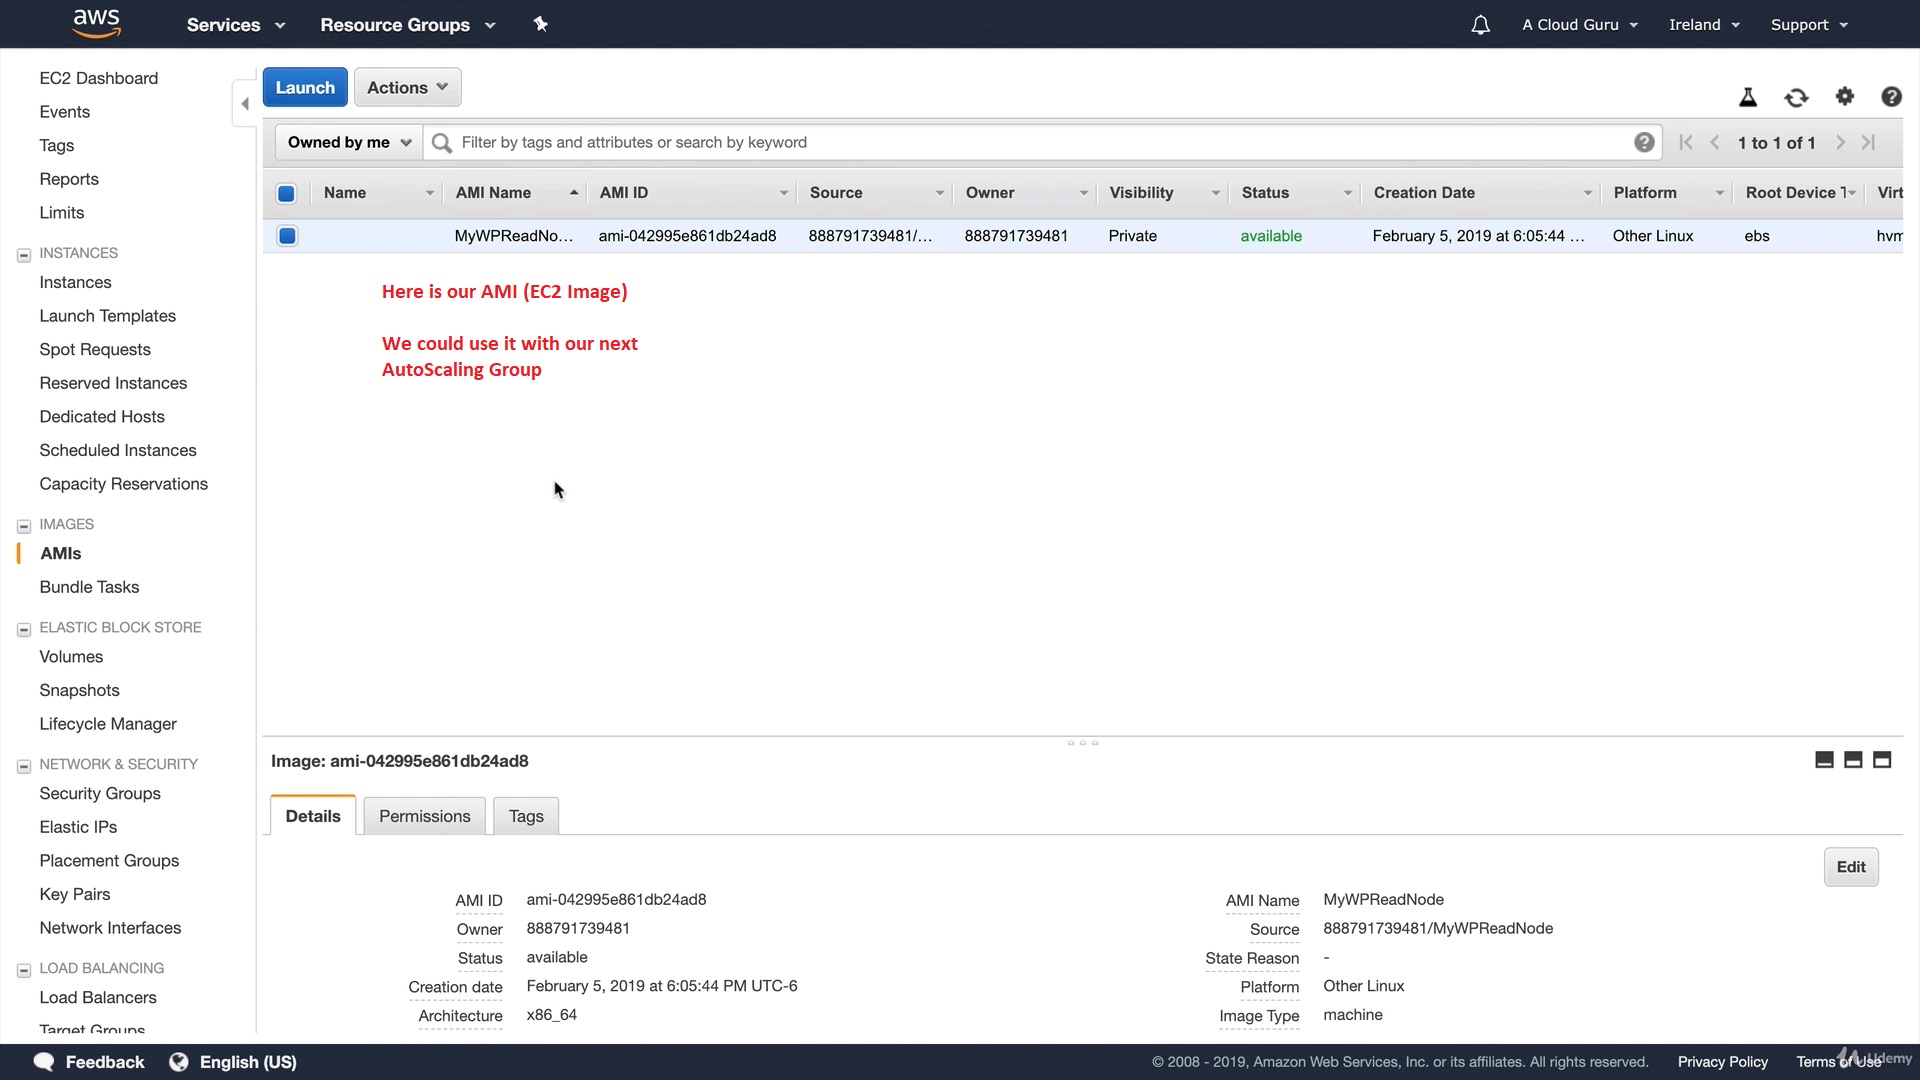 aws
Services
Resource Groups
A Cloud Guru
Ireland
Support
EC2 Dashboard
Events
Tags
Reports
Limits
INSTANCES
Instances
Launch Templates
Spot Requests
Reserved Instances
Dedicated Hosts
Scheduled Instances
Capacity Reservations
IMAGES
AMIs
Bundle Tasks
ELASTIC BLOCK STORE
Volumes
Snapshots
Lifecycle Manager
NETWORK & SECURITY
Security Groups
Elastic IPs
Placement Groups
Key Pairs
Network Interfaces
LOAD BALANCING
Load Balancers
Target Groups
Launch
Actions
Owned by me
Filter by tags and attributes or search by keyword
1 to 1 of 1
Name AMI Name AMI ID Source Owner Visibility Status Creation Date Platform Root Device T Virt
MyWPReadNo... ami-042995e861db24ad8 888791739481/... 888791739481 Private available February 5, 2019 at 6:05:44 ... Other Linux ebs hvm
Here is our AMI (EC2 Image)
We could use it with our next
AutoScaling Group
Image: ami-042995e861db24ad8
Details
Permissions
Tags
Edit
AMI ID ami-042995e861db24ad8
Owner 888791739481
Status available
Creation date February 5, 2019 at 6:05:44 PM UTC-6
Architecture x86_64
AMI Name MyWPReadNode
Source 888791739481/MyWPReadNode
State Reason -
Platform Other Linux
Image Type machine
Feedback
English (US)
© 2008 - 2019, Amazon Web Services, Inc. or its affiliates. All rights reserved.
Privacy Policy
Terms of Use
Udemy